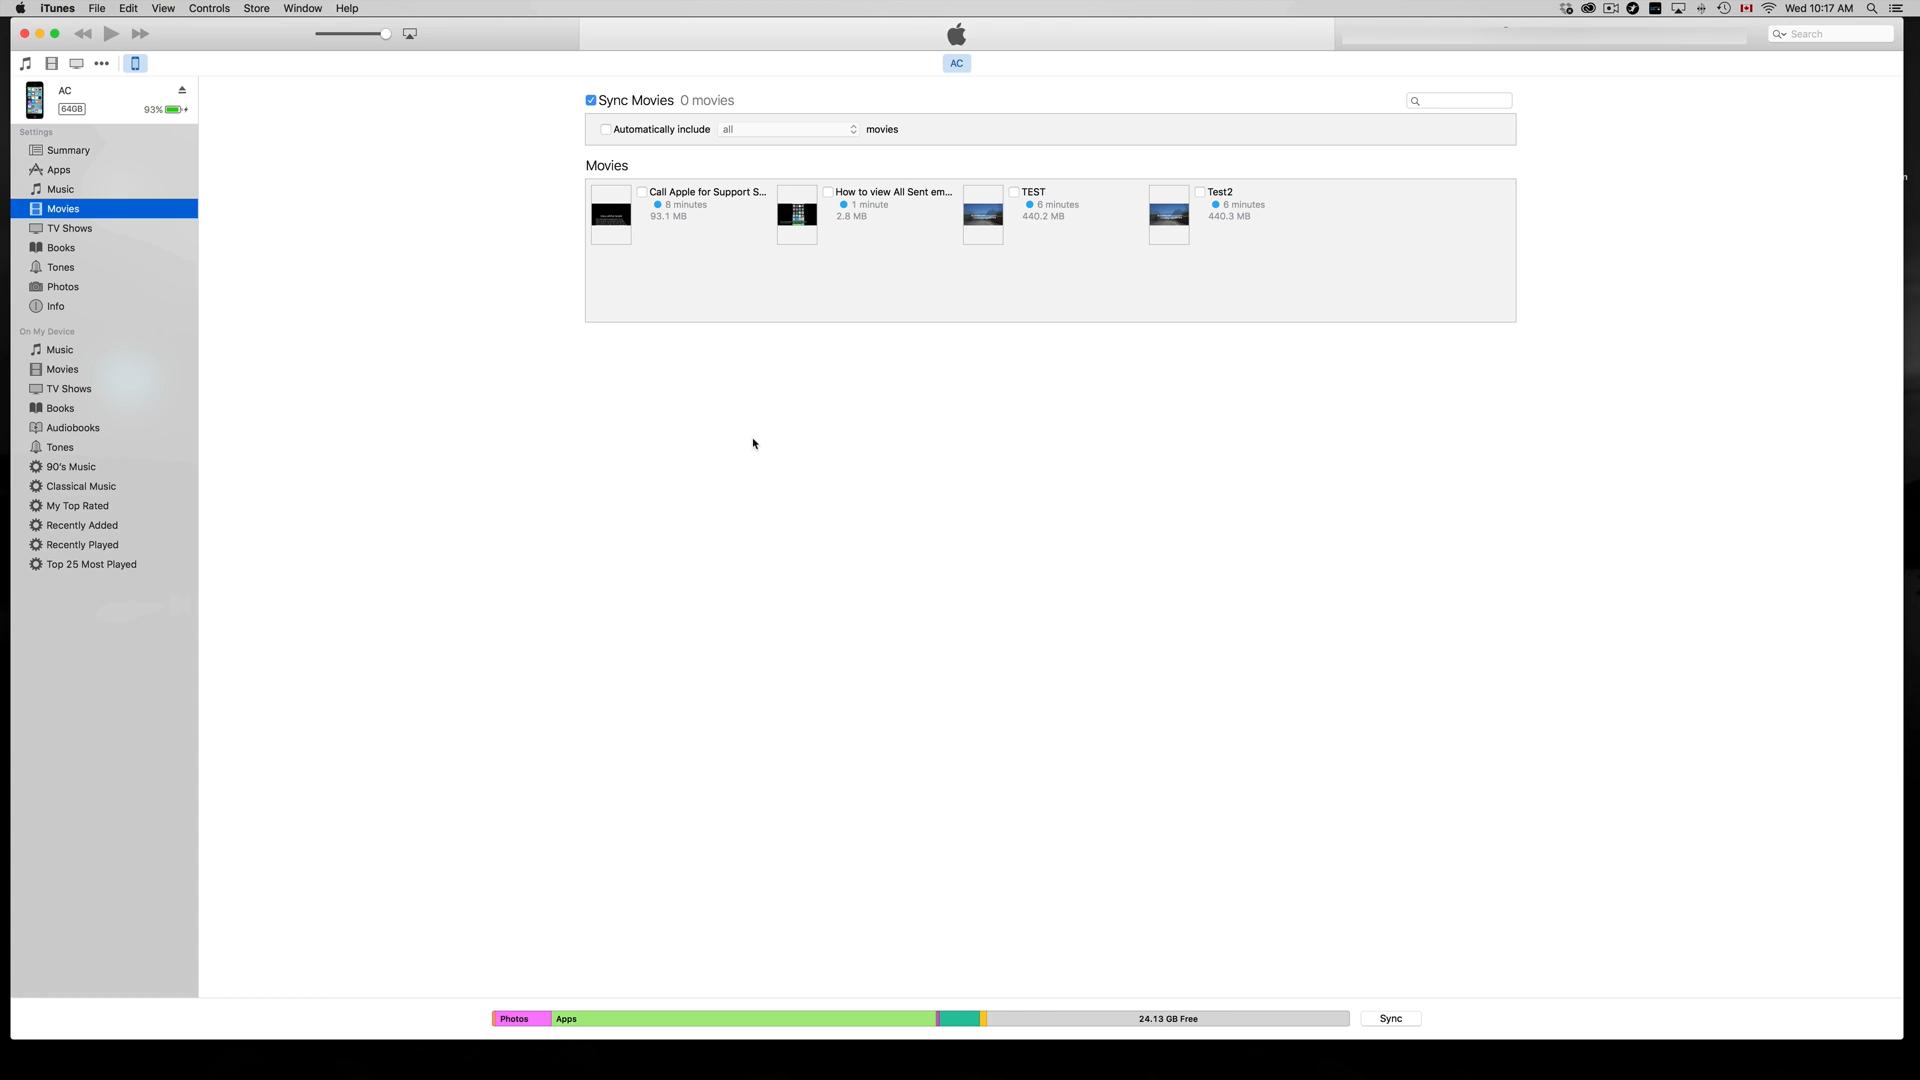 iTunes File Edit View Controls Store Window Help Wed 10:17 AM
Search
AC
AC
64GB 93%
Settings
Summary
Apps
Music
Movies
TV Shows
Books
Tones
Photos
Info
On My Device
Music
Movies
TV Shows
Books
Audiobooks
Tones
90's Music
Classical Music
My Top Rated
Recently Added
Recently Played
Top 25 Most Played
Sync Movies 0 movies
Automatically include all movies
Movies
Call Apple for Support S...
8 minutes
93.1 MB
How to view All Sent em...
1 minute
2.8 MB
TEST
6 minutes
440.2 MB
Test2
6 minutes
440.3 MB
Photos Apps 24.13 GB Free Sync